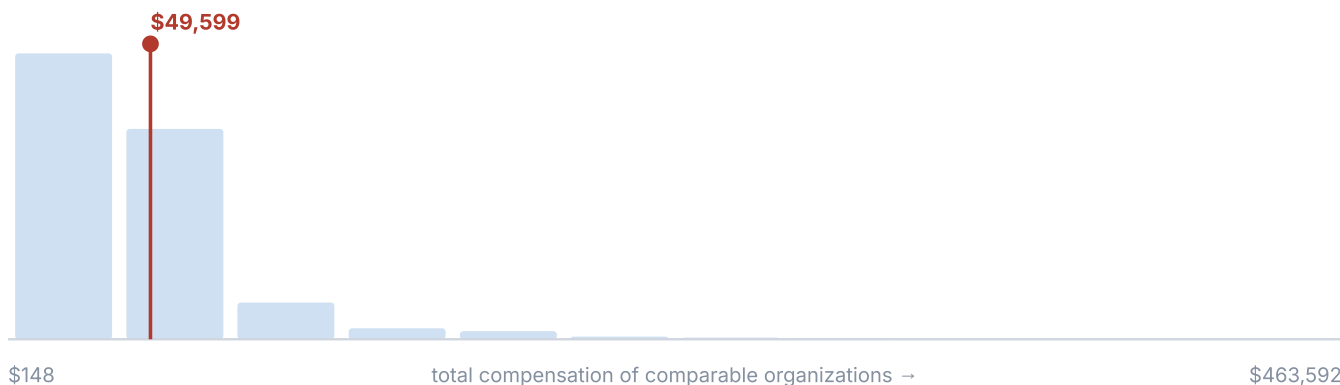 $49,599
$148 total compensation of comparable organizations → $463,592